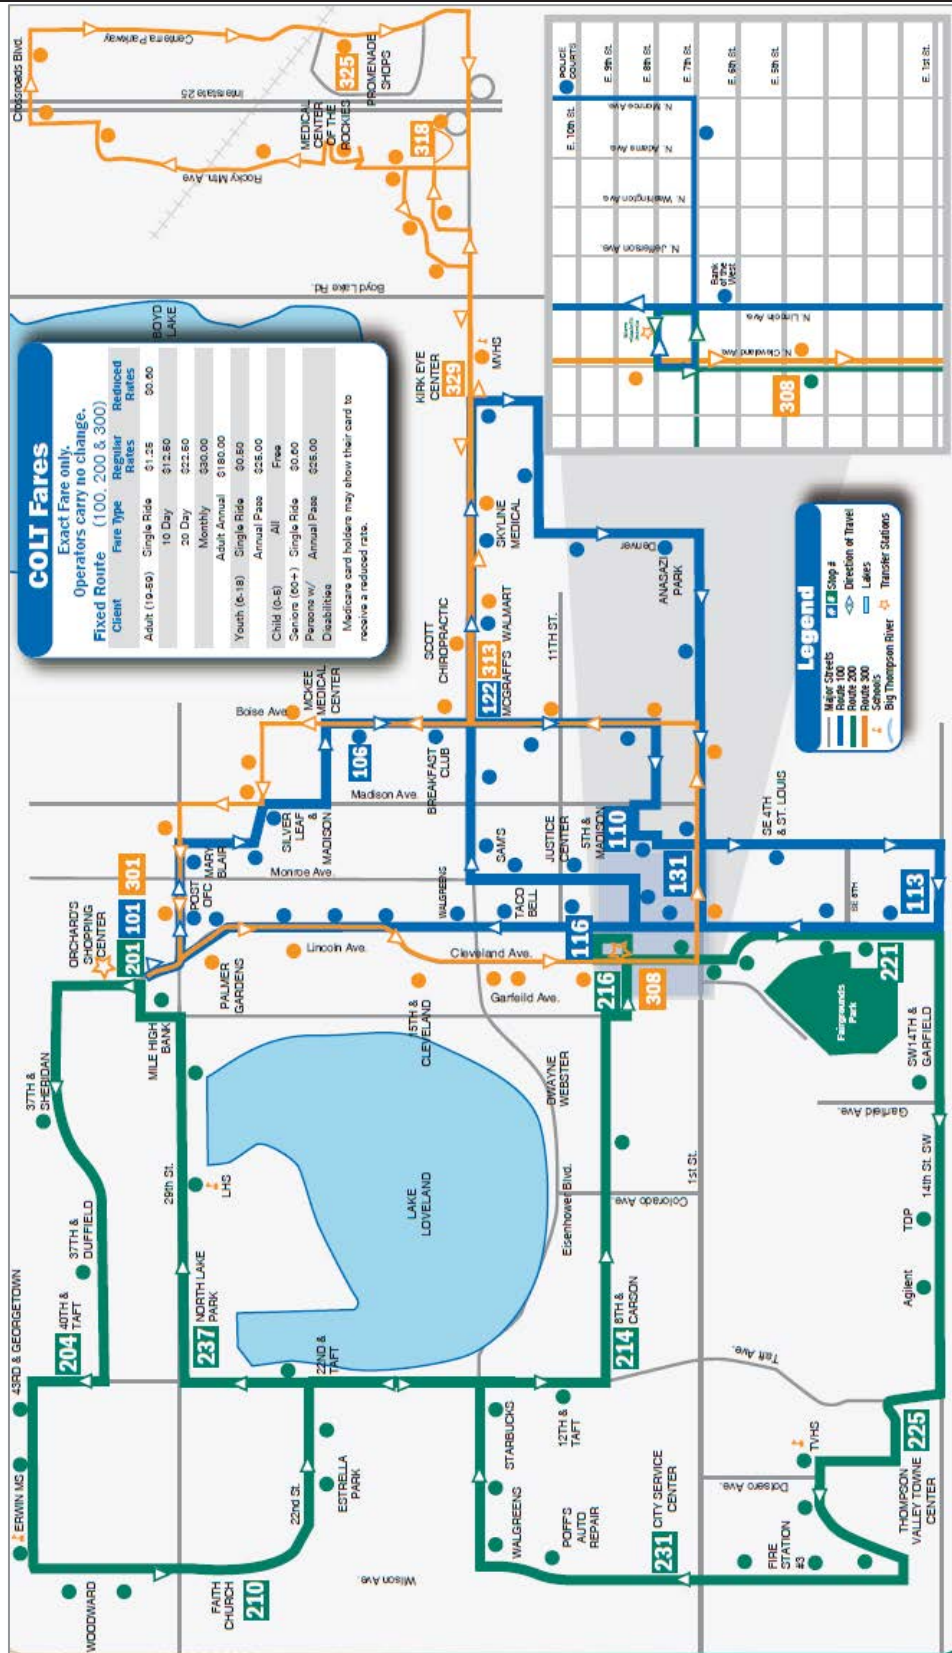 COLT Fares
Exact Fare only.
Operators carry no change.
Fixed Route (100, 200 & 300)
Client Fare Type Regular Rates Reduced Rates
Adult (19-59) Single Ride $1.25 $0.60
10 Day $12.50
20 Day $22.50
Monthly $30.00
Adult Annual $180.00
Youth (6-18) Single Ride $0.50
Annual Pass $25.00
Child (0-5) All Free
Seniors (60+) Single Ride $0.60
Persons w/ Disabilities Annual Pass $25.00
Medicare card holders may show their card to
receive a reduced rate.
43RD & GEORGETOWN
ERWIN MS
WOODWARD
204
40TH &
TAFT
37TH &
DUFFIELD
37TH &
SHERIDAN
ORCHARD'S
SHOPPING
CENTER
201
101
301
POST
OFC
MARY
BLAIR
SILVER
LEAF
&
MADISON
Monroe Ave.
Madison Ave.
Boise Ave.
MCKEE
MEDICAL
CENTER
106
BREAKFAST
CLUB
SCOTT
CHIROPRACTIC
122
313
MCGRAFF'S
WALMART
SKYLINE
MEDICAL
KIRK EYE
CENTER
329
MVHS
BOYD
LAKE
Boyd Lake Rd.
Crossroads Blvd.
Centerra Parkway
Interstate 25
Rocky Mtn. Ave
MEDICAL
CENTER
OF THE
ROCKIES
325
PROMENADE
SHOPS
318
29th St.
MILE HIGH
BANK
PALMER
GARDENS
Lincoln Ave.
Cleveland Ave.
Garfeild Ave.
WALGREENS
TACO
BELL
SAM'S
11TH ST.
JUSTICE
CENTER
5TH &
MADISON
110
Denver
ANASAZI
PARK
131
116
216
308
237
NORTH LAKE
PARK
LHS
LAKE
LOVELAND
15TH &
CLEVELAND
DWAYNE
WEBSTER
Eisenhower Blvd.
22ND &
TAFT
22nd St.
ESTRELLA
PARK
FAITH
CHURCH
210
Wilson Ave.
STARBUCKS
WALGREENS
12TH &
TAFT
POFF'S
AUTO
REPAIR
214
8TH &
CARSON
Colorado Ave.
1st St.
231
CITY SERVICE
CENTER
Taft Ave.
Dotsero Ave.
TVHS
FIRE
STATION
#3
225
THOMPSON
VALLEY TOWNE
CENTER
Agilent
TDP
14th St. SW
Garfield Ave.
SW14TH &
GARFIELD
Fairgrounds
Park
221
SE 8TH
113
SE 4TH
& ST. LOUIS
Legend
Major Streets
Route 100
Route 200
Route 300
Schools
Big Thompson River
# # Stop #
Direction of Travel
Lakes
Transfer Stations
POLICE
COURTS
E. 10th St.
E. 9th St.
E. 8th St.
E. 7th St.
E. 6th St.
E. 5th St.
E. 1st St.
N. Monroe Ave.
N. Adams Ave.
N. Washington Ave.
N. Jefferson Ave.
Bank
of the
West
N. Lincoln Ave.
N. Cleveland Ave.
308